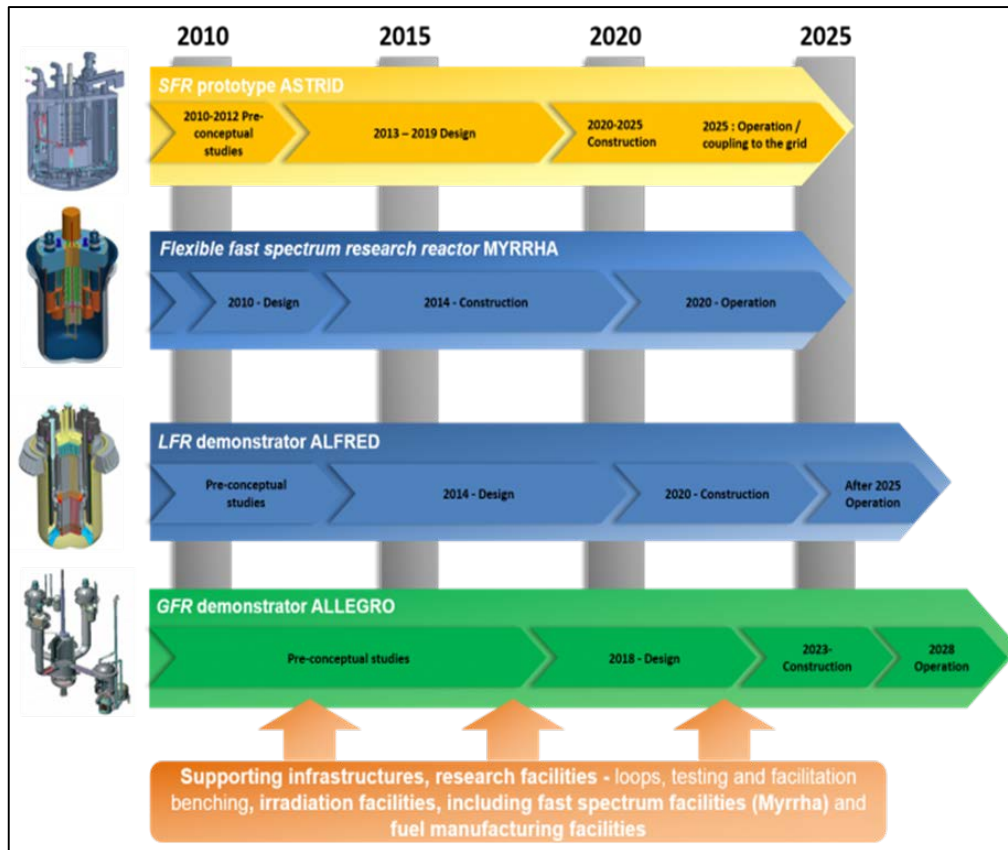 2010 2015 2020 2025
SFR prototype ASTRID
2010-2012 Pre-
conceptual
studies
2013 – 2019 Design
2020-2025
Construction
2025 : Operation /
coupling to the grid
Flexible fast spectrum research reactor MYRRHA
2010 - Design
2014 - Construction
2020 - Operation
LFR demonstrator ALFRED
Pre-conceptual
studies
2014 - Design
2020 - Construction
After 2025
Operation
GFR demonstrator ALLEGRO
Pre-conceptual studies
2018 - Design
2023-
Construction
2028
Operation
Supporting infrastructures, research facilities - loops, testing and facilitation
benching, irradiation facilities, including fast spectrum facilities (Myrrha) and
fuel manufacturing facilities